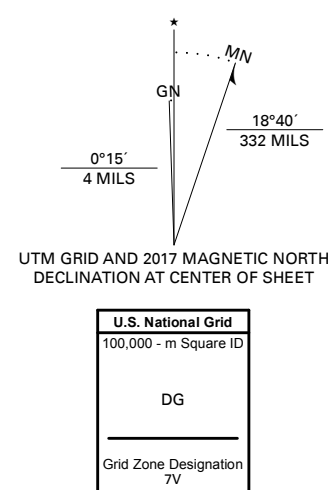 ★
MN
GN
18°40´
332 MILS
0°15´
4 MILS
UTM GRID AND 2017 MAGNETIC NORTH
DECLINATION AT CENTER OF SHEET
U.S. National Grid
100,000 - m Square ID
DG
Grid Zone Designation
7V